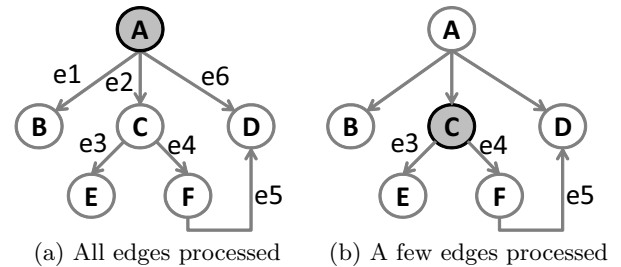 A
A
e1
e2
e6
B
C
D
B
C
D
e3
e4
e3
e4
E
F
e5
E
F
e5
(a) All edges processed
(b) A few edges processed